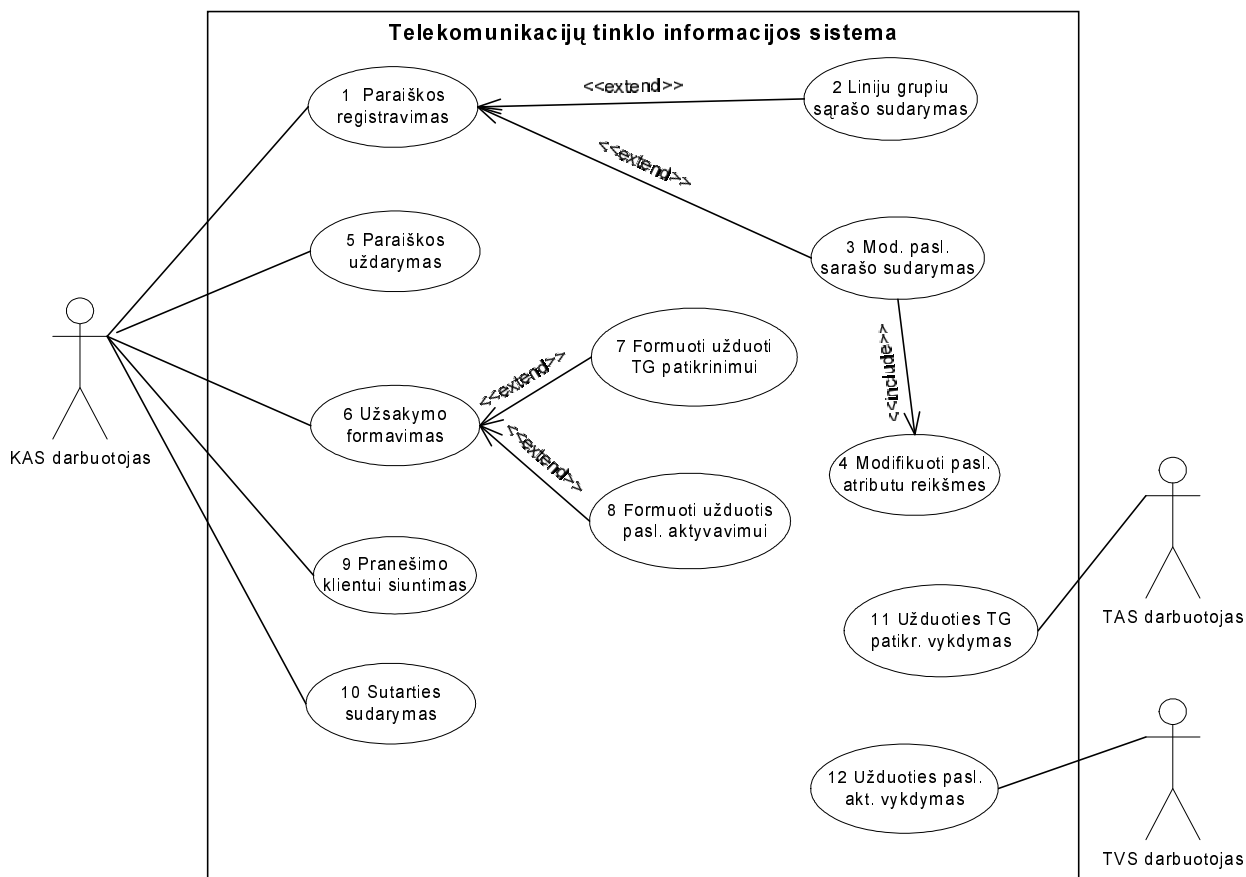 Telekomunikacijų tinklo informacijos sistema
1 Paraiškos
registravimas
<<extend>>
2 Liniju grupiu
sąrašo sudarymas
<<extend>>
5 Paraiškos
uždarymas
3 Mod. pasl.
sarašo sudarymas
KAS darbuotojas
6 Užsakymo
formavimas
<<extend>>
7 Formuoti užduoti
TG patikrinimui
<<extend>>
8 Formuoti užduotis
pasl. aktyvavimui
<<include>>
4 Modifikuoti pasl.
atributu reikšmes
9 Pranešimo
klientui siuntimas
11 Užduoties TG
patikr. vykdymas
TAS darbuotojas
10 Sutarties
sudarymas
12 Užduoties pasl.
akt. vykdymas
TVS darbuotojas